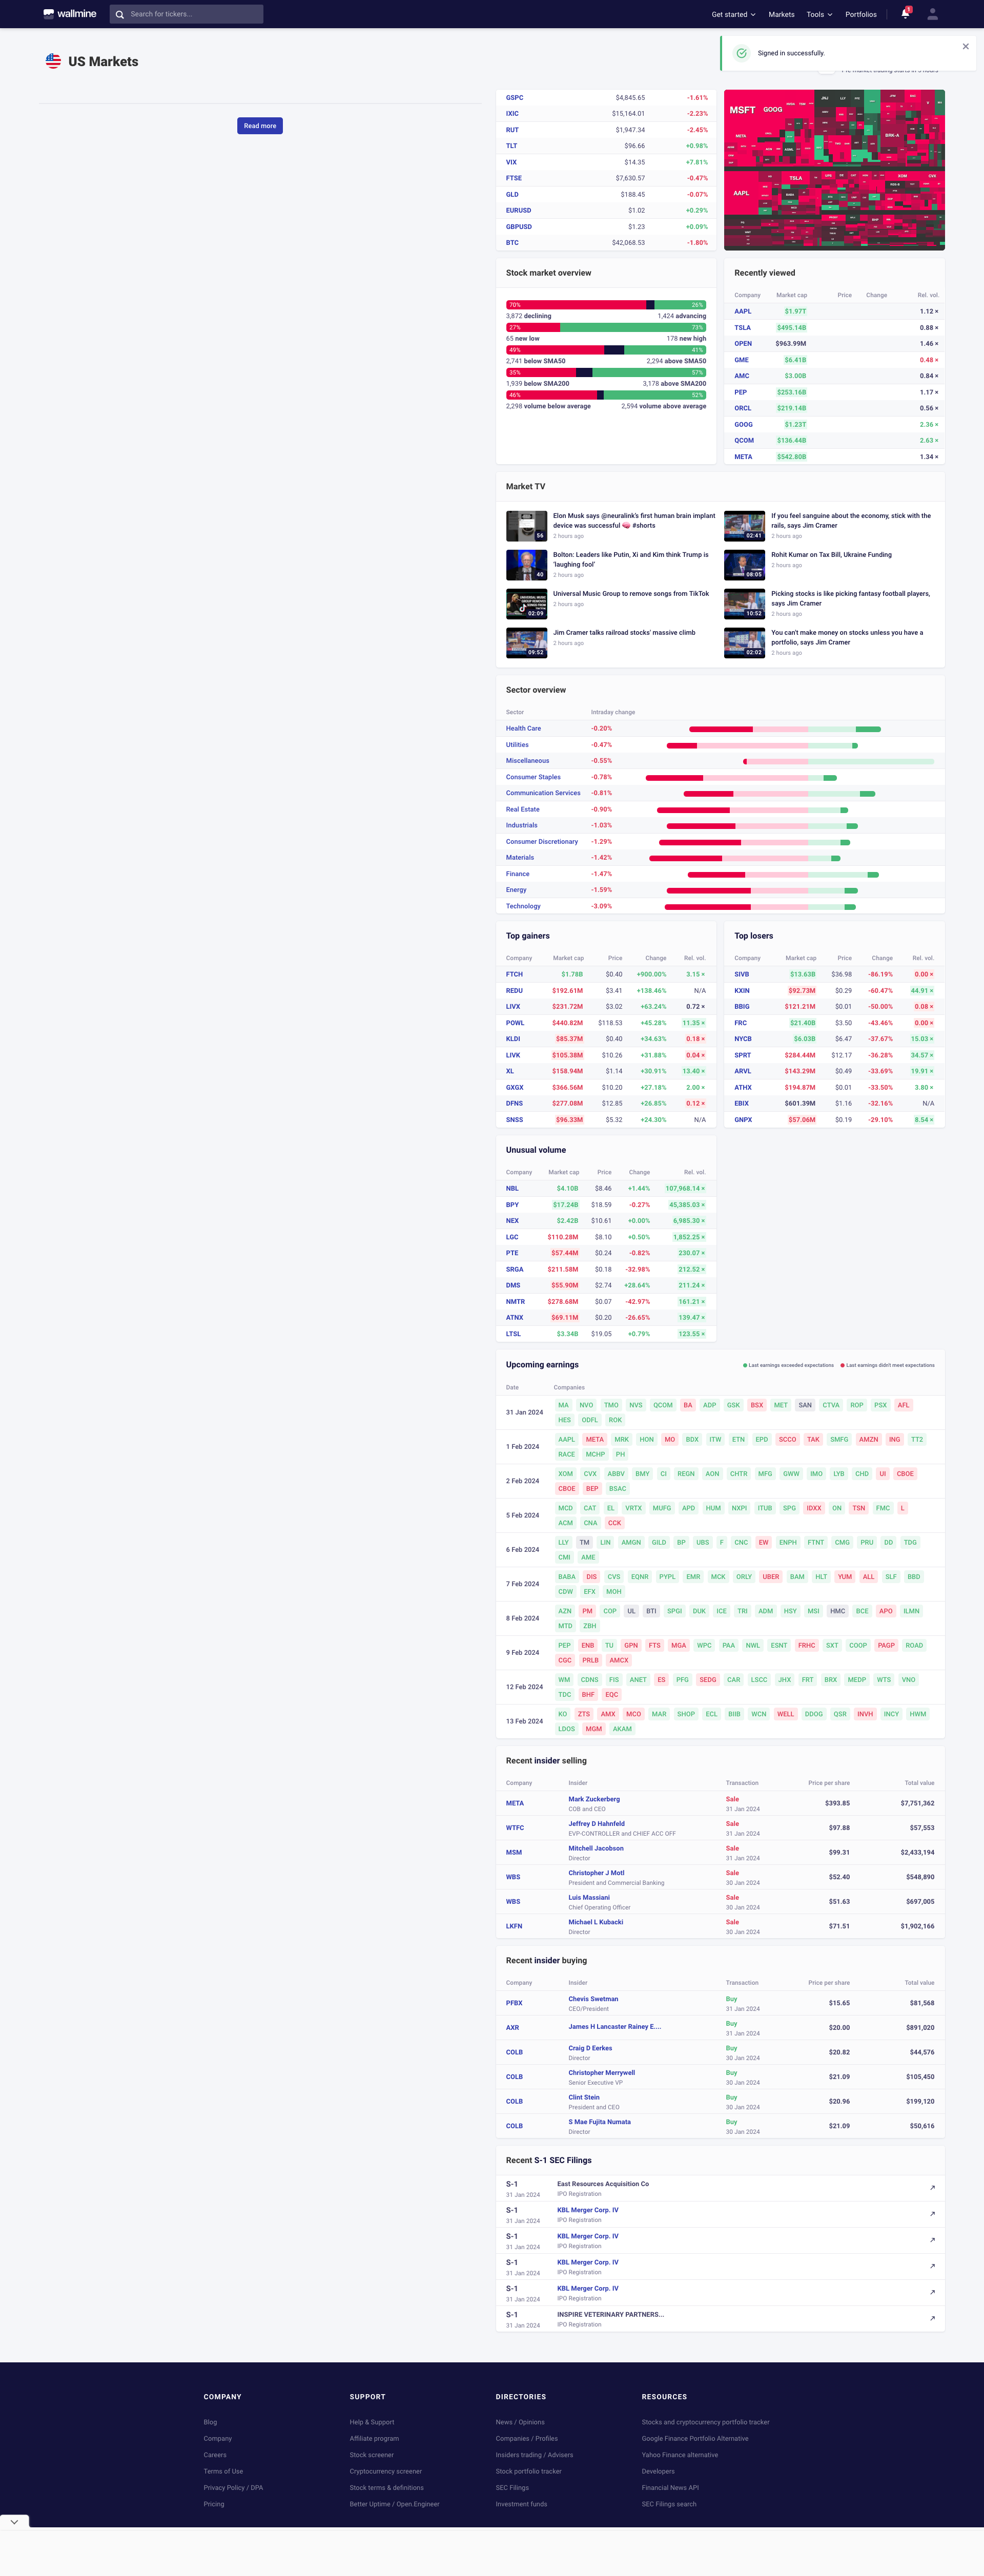 wallmine
Search for tickers...
Get started
Markets
Tools
Portfolios
1
US Markets
Signed in successfully.
Read more
GSPC $4,845.65 -1.61%
IXIC $15,164.01 -2.23%
RUT $1,947.34 -2.45%
TLT $96.66 +0.98%
VIX $14.35 +7.81%
FTSE $7,630.57 -0.47%
GLD $188.45 -0.07%
EURUSD $1.02 +0.29%
GBPUSD $1.23 +0.09%
BTC $42,068.53 -1.80%
MSFT GOOG
META
BRK-A
TSLA
AAPL
Stock market overview
70% 26%
3,872 declining 1,424 advancing
27% 73%
65 new low 178 new high
49% 41%
2,741 below SMA50 2,294 above SMA50
35% 57%
1,939 below SMA200 3,178 above SMA200
46% 52%
2,298 volume below average 2,594 volume above average
Recently viewed
Company Market cap Price Change Rel. vol.
AAPL $1.97T 1.12 ×
TSLA $495.14B 0.88 ×
OPEN $963.99M 1.46 ×
GME $6.41B 0.48 ×
AMC $3.00B 0.84 ×
PEP $253.16B 1.17 ×
ORCL $219.14B 0.56 ×
GOOG $1.23T 2.36 ×
QCOM $136.44B 2.63 ×
META $542.80B 1.34 ×
Market TV
56
Elon Musk says @neuralink's first human brain implant
device was successful 🧠 #shorts
2 hours ago
02:41
If you feel sanguine about the economy, stick with the
rails, says Jim Cramer
2 hours ago
40
Bolton: Leaders like Putin, Xi and Kim think Trump is
'laughing fool'
2 hours ago
08:05
Rohit Kumar on Tax Bill, Ukraine Funding
2 hours ago
02:09
Universal Music Group to remove songs from TikTok
2 hours ago
10:52
Picking stocks is like picking fantasy football players,
says Jim Cramer
2 hours ago
09:52
Jim Cramer talks railroad stocks' massive climb
2 hours ago
02:02
You can't make money on stocks unless you have a
portfolio, says Jim Cramer
2 hours ago
Sector overview
Sector Intraday change
Health Care -0.20%
Utilities -0.47%
Miscellaneous -0.55%
Consumer Staples -0.78%
Communication Services -0.81%
Real Estate -0.90%
Industrials -1.03%
Consumer Discretionary -1.29%
Materials -1.42%
Finance -1.47%
Energy -1.59%
Technology -3.09%
Top gainers
Company Market cap Price Change Rel. vol.
FTCH $1.78B $0.40 +900.00% 3.15 ×
REDU $192.61M $3.41 +138.46% N/A
LIVX $231.72M $3.02 +63.24% 0.72 ×
POWL $440.82M $118.53 +45.28% 11.35 ×
KLDI $85.37M $0.40 +34.63% 0.18 ×
LIVK $105.38M $10.26 +31.88% 0.04 ×
XL $158.94M $1.14 +30.91% 13.40 ×
GXGX $366.56M $10.20 +27.18% 2.00 ×
DFNS $277.08M $12.85 +26.85% 0.12 ×
SNSS $96.33M $5.32 +24.30% N/A
Top losers
Company Market cap Price Change Rel. vol.
SIVB $13.63B $36.98 -86.19% 0.00 ×
KXIN $92.73M $0.29 -60.47% 44.91 ×
BBIG $121.21M $0.01 -50.00% 0.08 ×
FRC $21.40B $3.50 -43.46% 0.00 ×
NYCB $6.03B $6.47 -37.67% 15.03 ×
SPRT $284.44M $12.17 -36.28% 34.57 ×
ARVL $143.29M $0.49 -33.69% 19.91 ×
ATHX $194.87M $0.01 -33.50% 3.80 ×
EBIX $601.39M $1.16 -32.16% N/A
GNPX $57.06M $0.19 -29.10% 8.54 ×
Unusual volume
Company Market cap Price Change Rel. vol.
NBL $4.10B $8.46 +1.44% 107,968.14 ×
BPY $17.24B $18.59 -0.27% 45,385.03 ×
NEX $2.42B $10.61 +0.00% 6,985.30 ×
LGC $110.28M $8.10 +0.50% 1,852.25 ×
PTE $57.44M $0.24 -0.82% 230.07 ×
SRGA $211.58M $0.18 -32.98% 212.52 ×
DMS $55.90M $2.74 +28.64% 211.24 ×
NMTR $278.68M $0.07 -42.97% 161.21 ×
ATNX $69.11M $0.20 -26.65% 139.47 ×
LTSL $3.34B $19.05 +0.79% 123.55 ×
Upcoming earnings
Last earnings exceeded expectations Last earnings didn't meet expectations
Date Companies
31 Jan 2024
MA NVO TMO NVS QCOM BA ADP GSK BSX MET SAN CTVA ROP PSX AFL
HES ODFL ROK
1 Feb 2024
AAPL META MRK HON MO BDX ITW ETN EPD SCCO TAK SMFG AMZN ING TT2
RACE MCHP PH
2 Feb 2024
XOM CVX ABBV BMY CI REGN AON CHTR MFG GWW IMO LYB CHD UI CBOE
CBOE BEP BSAC
5 Feb 2024
MCD CAT EL VRTX MUFG APD HUM NXPI ITUB SPG IDXX ON TSN FMC L
ACM CNA CCK
6 Feb 2024
LLY TM LIN AMGN GILD BP UBS F CNC EW ENPH FTNT CMG PRU DD TDG
CMI AME
7 Feb 2024
BABA DIS CVS EQNR PYPL EMR MCK ORLY UBER BAM HLT YUM ALL SLF BBD
CDW EFX MOH
8 Feb 2024
AZN PM COP UL BTI SPGI DUK ICE TRI ADM HSY MSI HMC BCE APO ILMN
MTD ZBH
9 Feb 2024
PEP ENB TU GPN FTS MGA WPC PAA NWL ESNT FRHC SXT COOP PAGP ROAD
CGC PRLB AMCX
12 Feb 2024
WM CDNS FIS ANET ES PFG SEDG CAR LSCC JHX FRT BRX MEDP WTS VNO
TDC BHF EQC
13 Feb 2024
KO ZTS AMX MCO MAR SHOP ECL BIIB WCN WELL DDOG QSR INVH INCY HWM
LDOS MGM AKAM
Recent insider selling
Company Insider Transaction Price per share Total value
META Mark Zuckerberg Sale $393.85 $7,751,362
COB and CEO 31 Jan 2024
WTFC Jeffrey D Hahnfeld Sale $97.88 $57,553
EVP-CONTROLLER and CHIEF ACC OFF 31 Jan 2024
MSM Mitchell Jacobson Sale $99.31 $2,433,194
Director 31 Jan 2024
WBS Christopher J Motl Sale $52.40 $548,890
President and Commercial Banking 30 Jan 2024
WBS Luis Massiani Sale $51.63 $697,005
Chief Operating Officer 30 Jan 2024
LKFN Michael L Kubacki Sale $71.51 $1,902,166
Director 30 Jan 2024
Recent insider buying
Company Insider Transaction Price per share Total value
PFBX Chevis Swetman Buy $15.65 $81,568
CEO/President 31 Jan 2024
AXR James H Lancaster Rainey E.... Buy $20.00 $891,020
31 Jan 2024
COLB Craig D Eerkes Buy $20.82 $44,576
Director 30 Jan 2024
COLB Christopher Merrywell Buy $21.09 $105,450
Senior Executive VP 30 Jan 2024
COLB Clint Stein Buy $20.96 $199,120
President and CEO 30 Jan 2024
COLB S Mae Fujita Numata Buy $21.09 $50,616
Director 30 Jan 2024
Recent S-1 SEC Filings
S-1 East Resources Acquisition Co
31 Jan 2024 IPO Registration
S-1 KBL Merger Corp. IV
31 Jan 2024 IPO Registration
S-1 KBL Merger Corp. IV
31 Jan 2024 IPO Registration
S-1 KBL Merger Corp. IV
31 Jan 2024 IPO Registration
S-1 KBL Merger Corp. IV
31 Jan 2024 IPO Registration
S-1 INSPIRE VETERINARY PARTNERS...
31 Jan 2024 IPO Registration
COMPANY
Blog
Company
Careers
Terms of Use
Privacy Policy / DPA
Pricing
SUPPORT
Help & Support
Affiliate program
Stock screener
Cryptocurrency screener
Stock terms & definitions
Better Uptime / Open Engineer
DIRECTORIES
News / Opinions
Companies / Profiles
Insiders trading / Advisers
Stock portfolio tracker
SEC Filings
Investment funds
RESOURCES
Stocks and cryptocurrency portfolio tracker
Google Finance Portfolio Alternative
Yahoo Finance alternative
Developers
Financial News API
SEC Filings search